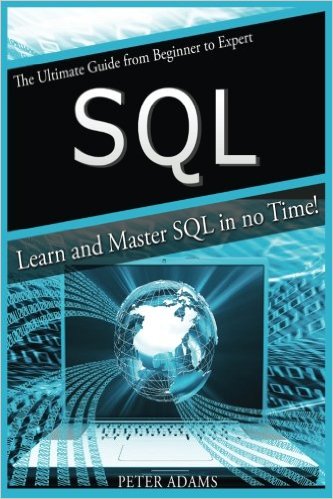 The Ultimate Guide from Beginner to Expert
SQL
Learn and Master SQL in no Time!
PETER ADAMS